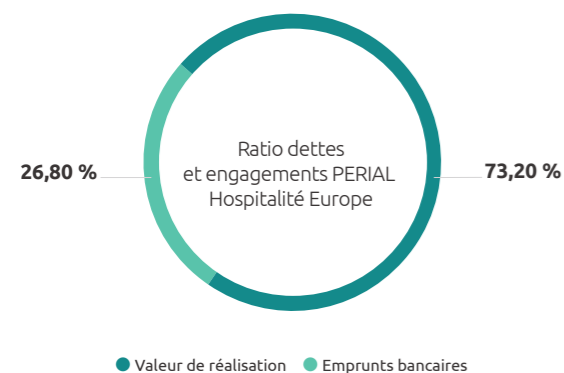 Ratio dettes
et engagements PERIAL
Hospitalité Europe
26,80 %
73,20 %
Valeur de réalisation
Emprunts bancaires